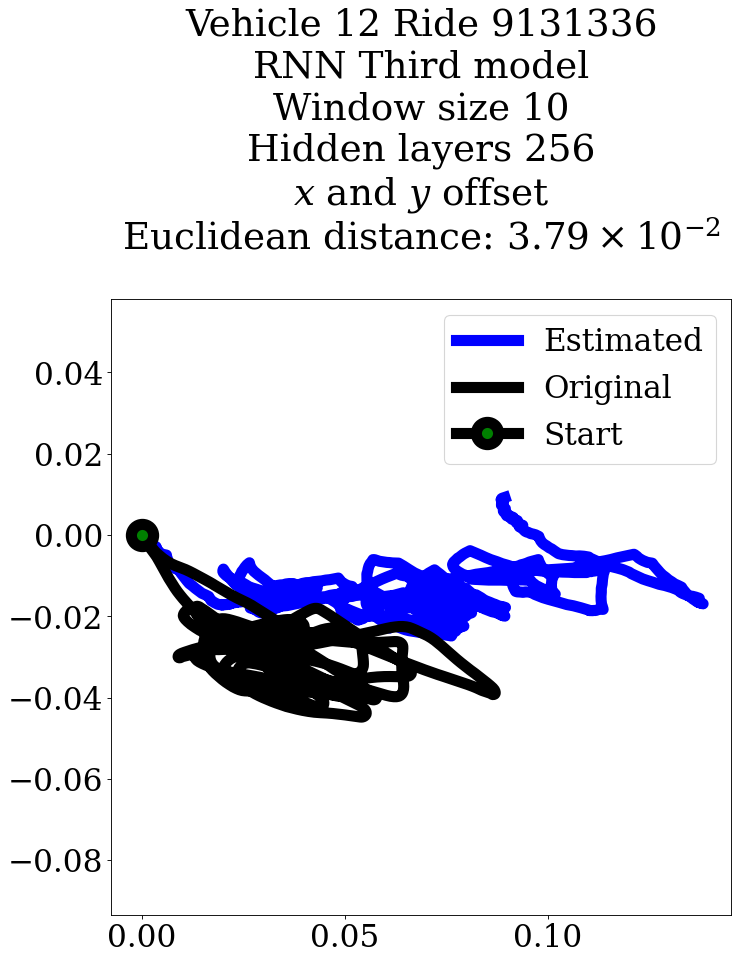 Vehicle 12 Ride 9131336
RNN Third model
Window size 10
Hidden layers 256
x and y offset
Euclidean distance: 3.79 × 10⁻²
Estimated
Original
Start
0.04
0.02
0.00
−0.02
−0.04
−0.06
−0.08
0.00 0.05 0.10